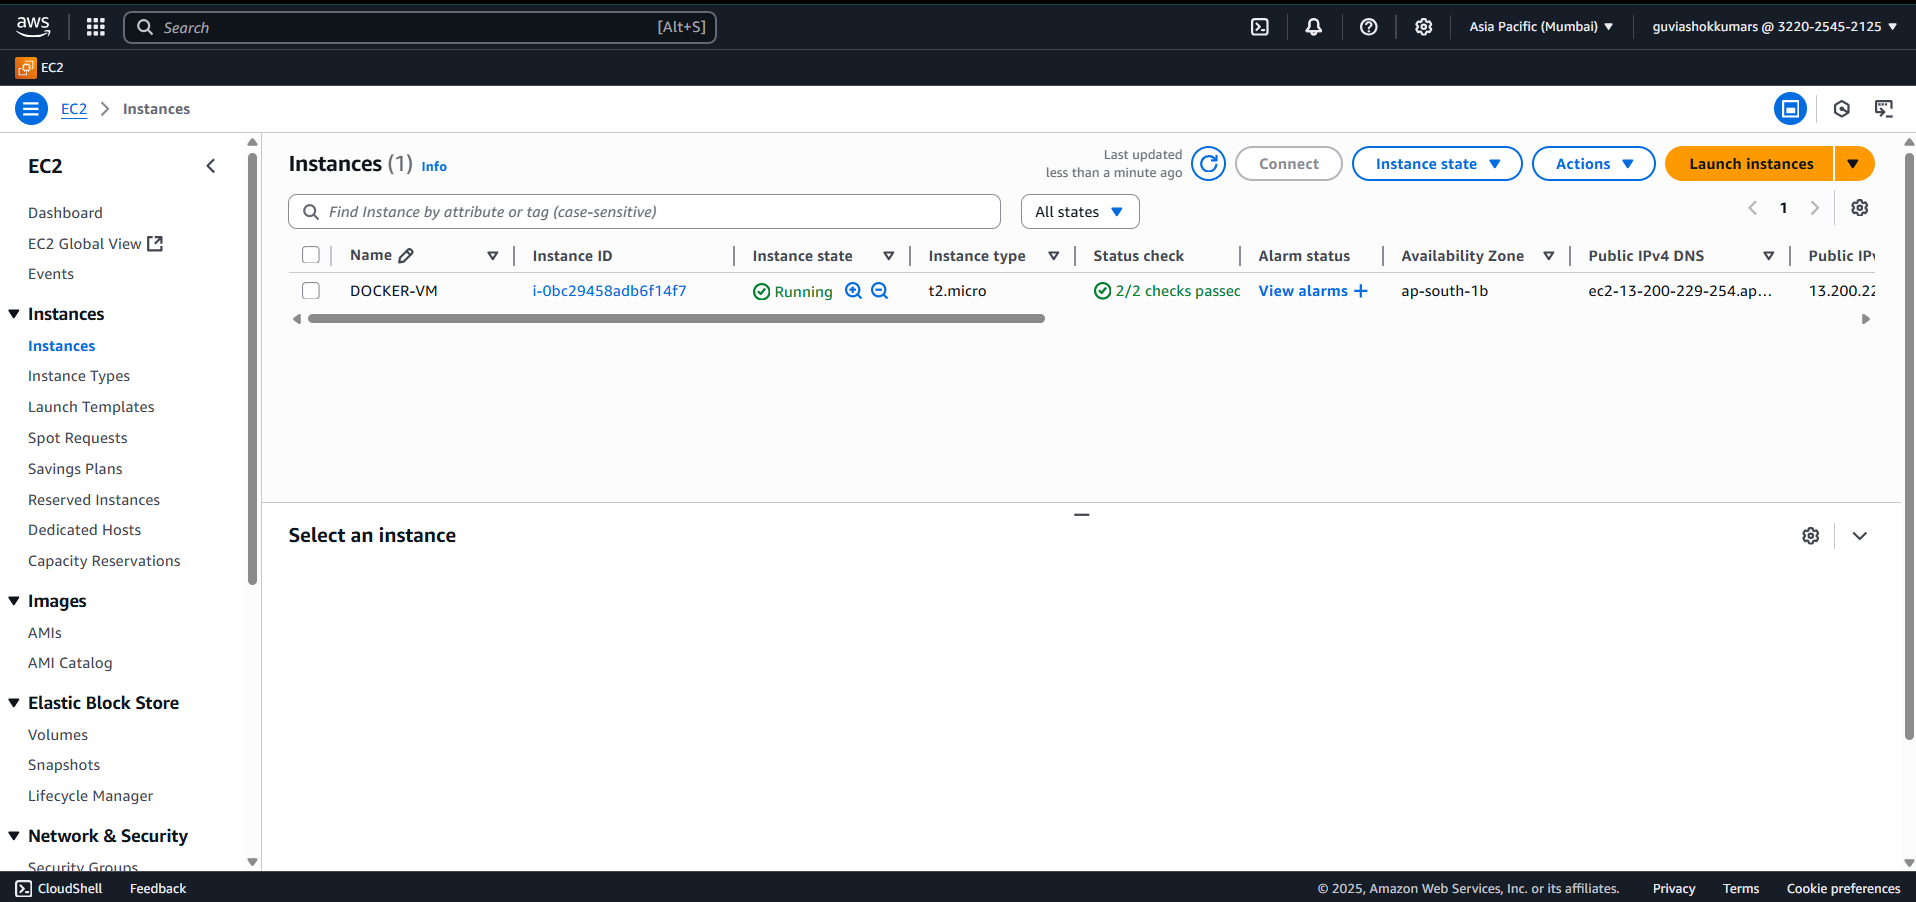 aws
Search [Alt+S]
Asia Pacific (Mumbai)
guviashokkumars @ 3220-2545-2125
EC2
EC2 Instances
EC2
Dashboard
EC2 Global View
Events
Instances
Instances
Instance Types
Launch Templates
Spot Requests
Savings Plans
Reserved Instances
Dedicated Hosts
Capacity Reservations
Images
AMIs
AMI Catalog
Elastic Block Store
Volumes
Snapshots
Lifecycle Manager
Network & Security
Security Groups
Instances (1) Info
Last updated
less than a minute ago
Connect
Instance state
Actions
Launch instances
Find Instance by attribute or tag (case-sensitive)
All states
1
Name Instance ID Instance state Instance type Status check Alarm status Availability Zone Public IPv4 DNS Public IPv
DOCKER-VM i-0bc29458adb6f14f7 Running t2.micro 2/2 checks passec View alarms + ap-south-1b ec2-13-200-229-254.ap... 13.200.22
Select an instance
CloudShell Feedback © 2025, Amazon Web Services, Inc. or its affiliates. Privacy Terms Cookie preferences